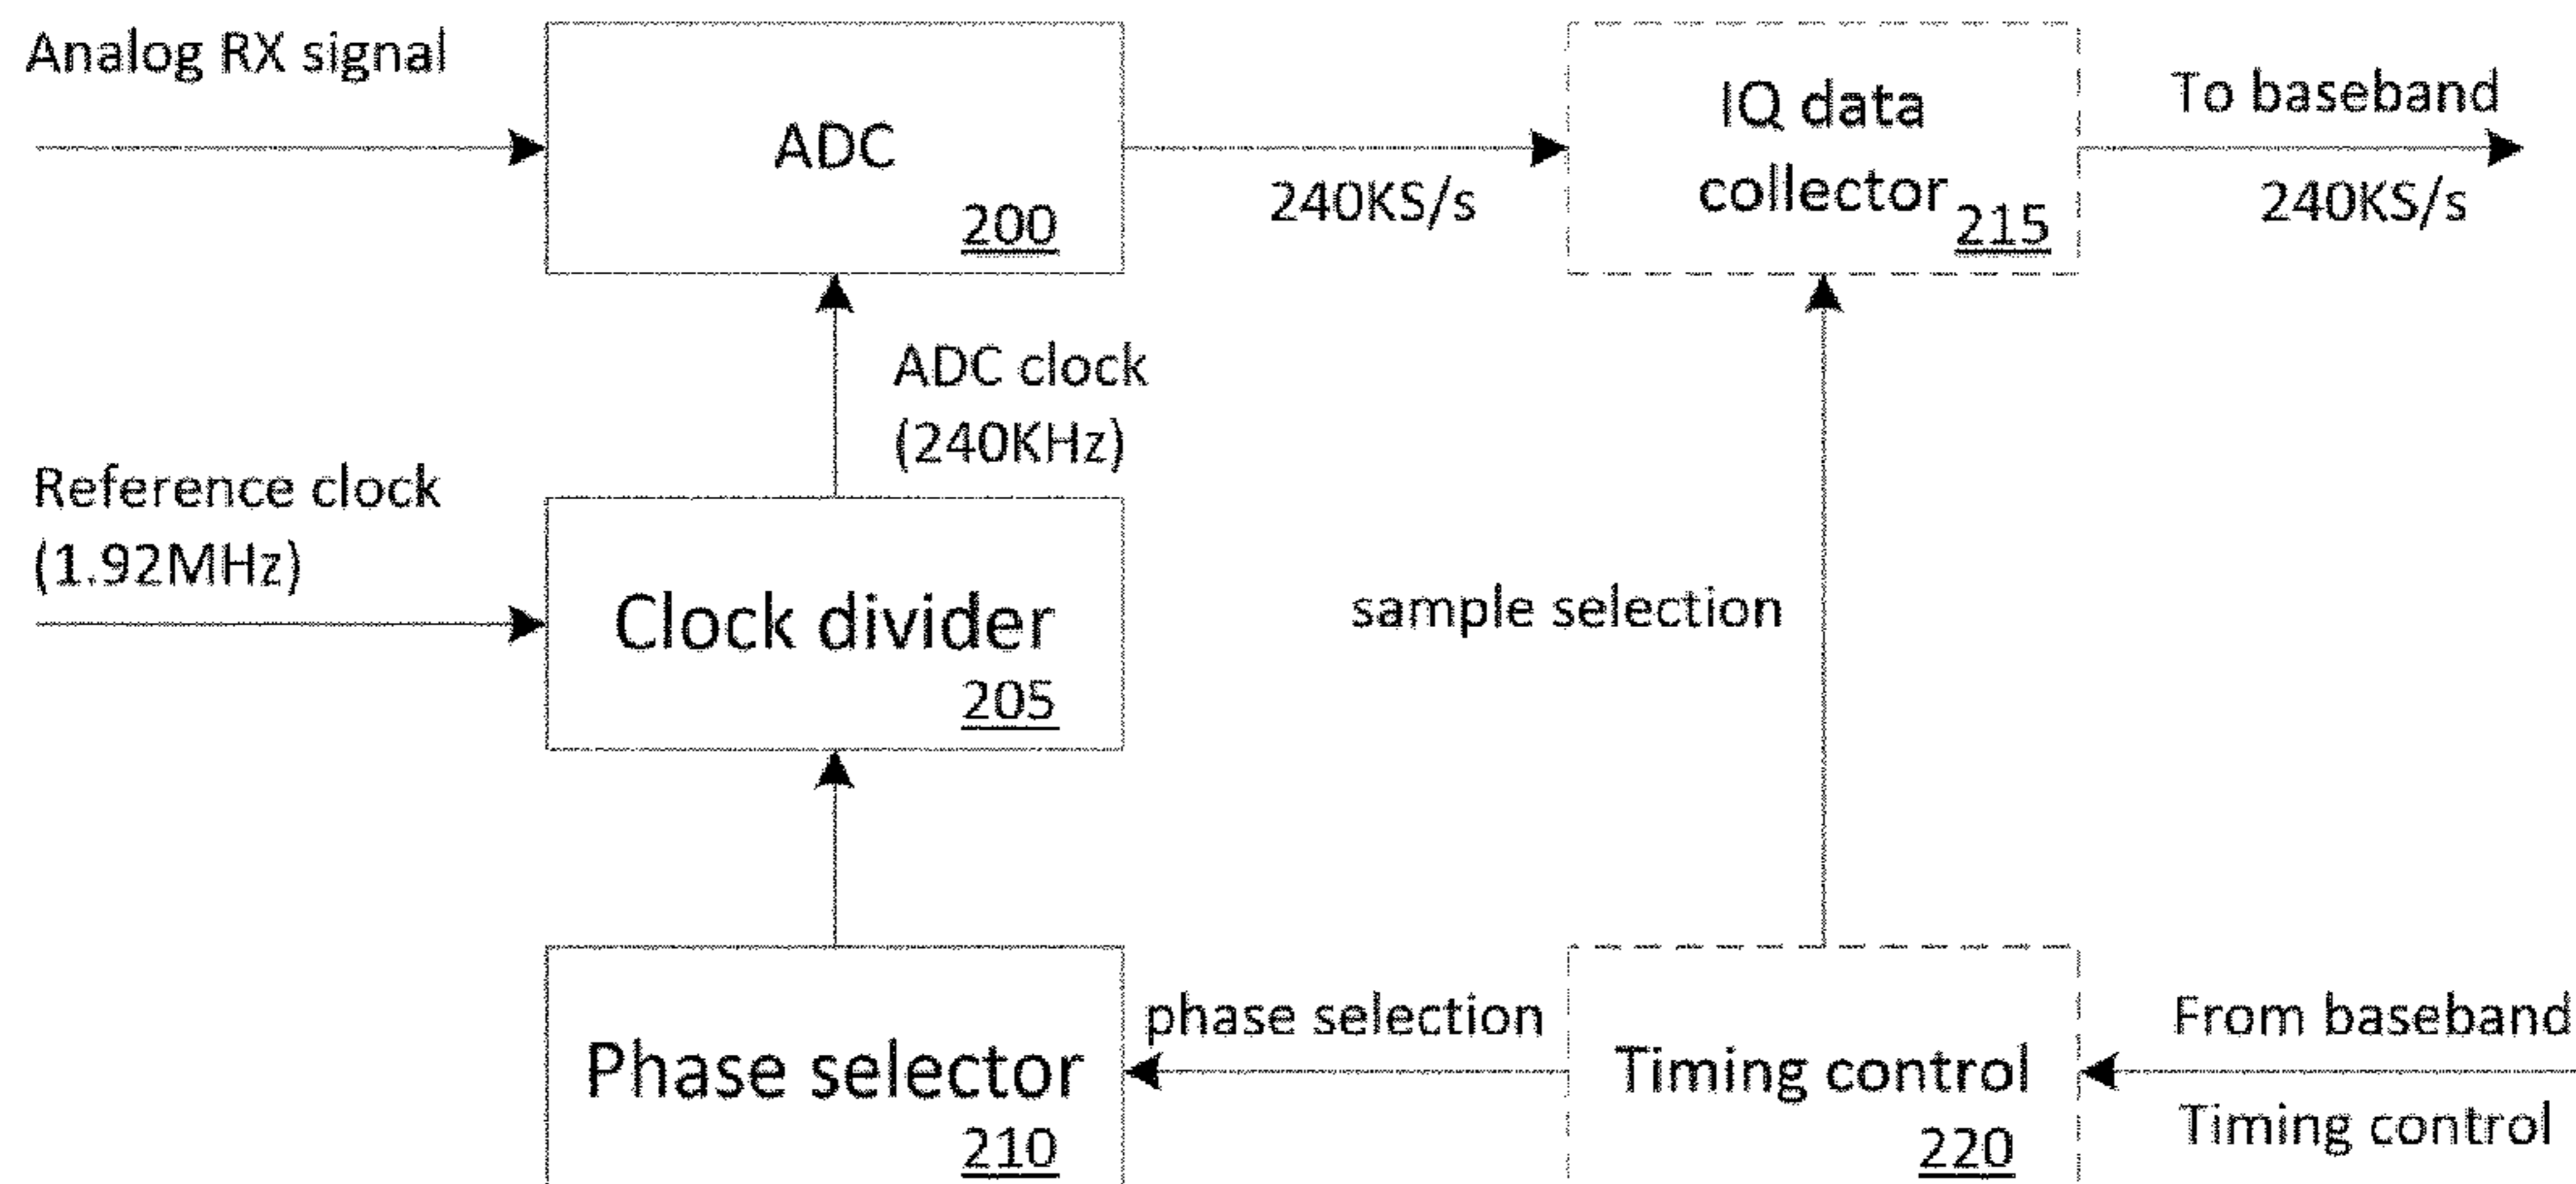 Analog RX signal
ADC
200
240KS/s
IQ data
collector
215
To baseband
240KS/s
ADC clock
(240KHz)
Reference clock
(1.92MHz)
Clock divider
205
sample selection
Phase selector
210
phase selection
Timing control
220
From baseband
Timing control